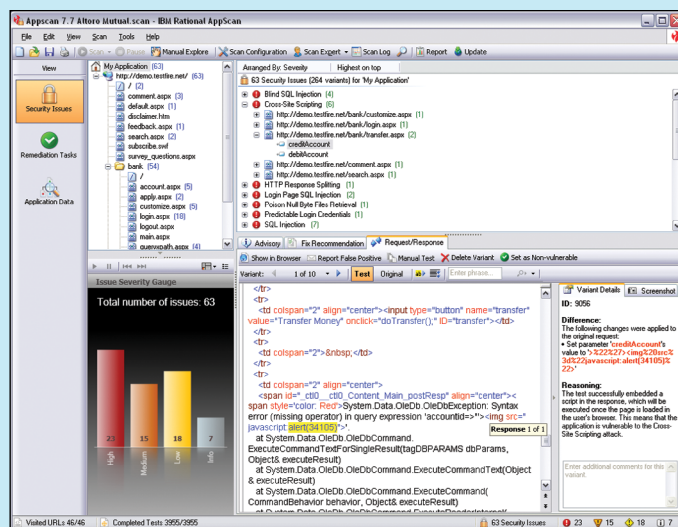 Appscan 7.7 Altoro Mutual.scan - IBM Rational AppScan
File Edit View Scan Tools Help
Scan Pause Manual Explore Scan Configuration Scan Expert Scan Log Report Update
View
Security Issues
Remediation Tasks
Application Data
My Application (63)
http://demo.testfire.net/ (63)
/ (2)
comment.aspx (3)
default.aspx (1)
disclaimer.htm
feedback.aspx (1)
search.aspx (2)
subscribe.swf
survey_questions.aspx
bank (54)
/
account.aspx (5)
apply.aspx (2)
customize.aspx (5)
login.aspx (18)
logout.aspx
main.aspx
queryxpath.aspx (4)
Arranged By: Severity Highest on top
63 Security Issues (264 variants) for 'My Application'
Blind SQL Injection (4)
Cross-Site Scripting (6)
http://demo.testfire.net/bank/customize.aspx (1)
http://demo.testfire.net/bank/login.aspx (1)
http://demo.testfire.net/bank/transfer.aspx (2)
creditAccount
debitAccount
http://demo.testfire.net/comment.aspx (1)
http://demo.testfire.net/search.aspx (1)
HTTP Response Splitting (1)
Login Page SQL Injection (2)
Poison Null Byte Files Retrieval (1)
Predictable Login Credentials (1)
SQL Injection (7)
Advisory Fix Recommendation Request/Response
Show in Browser Report False Positive Manual Test Delete Variant Set as Non-vulnerable
Variant: 1 of 10 Test Original Enter phrase...
Issue Severity Gauge
Total number of issues: 63
23 15 18 7
High Medium Low Info
</tr>
<tr>
<td colspan="2" align="center"><input type="button" name="transfer"
value="Transfer Money" onclick="doTransfer();" ID="transfer"></td>
</tr>
<tr>
<td colspan="2">&nbsp;</td>
</tr>
<tr>
<td colspan="2" align="center">
<span id="_ctl0__ctl0_Content_Main_postResp" align="center"><
span style='color: Red'>System.Data.OleDb.OleDbException: Syntax
error (missing operator) in query expression 'accountid=>"'><img src="
javascript:alert(34105)">'.
Response 1 of 1
at System.Data.OleDb.OleDbCommand.
ExecuteCommandTextForSingleResult(tagDBPARAMS dbParams,
Object& executeResult)
at System.Data.OleDb.OleDbCommand.ExecuteCommandText(Object
& executeResult)
at System.Data.OleDb.OleDbCommand.ExecuteCommand(
CommandBehavior behavior, Object& executeResult)
Variant Details Screenshot
ID: 9056
Difference:
The following changes were applied to
the original request:
• Set parameter 'creditAccount's
value to '>%22%27><img%20src%
3d%22javascript:alert(34105)%
22>'
Reasoning:
The test successfully embedded a
script in the response, which will be
executed once the page is loaded in
the user's browser. This means that the
application is vulnerable to the Cross-
Site Scripting attack.
Enter additional comments for this
variant.
Visited URLs 46/46 Completed Tests 3955/3955 63 Security Issues 23 15 18 7